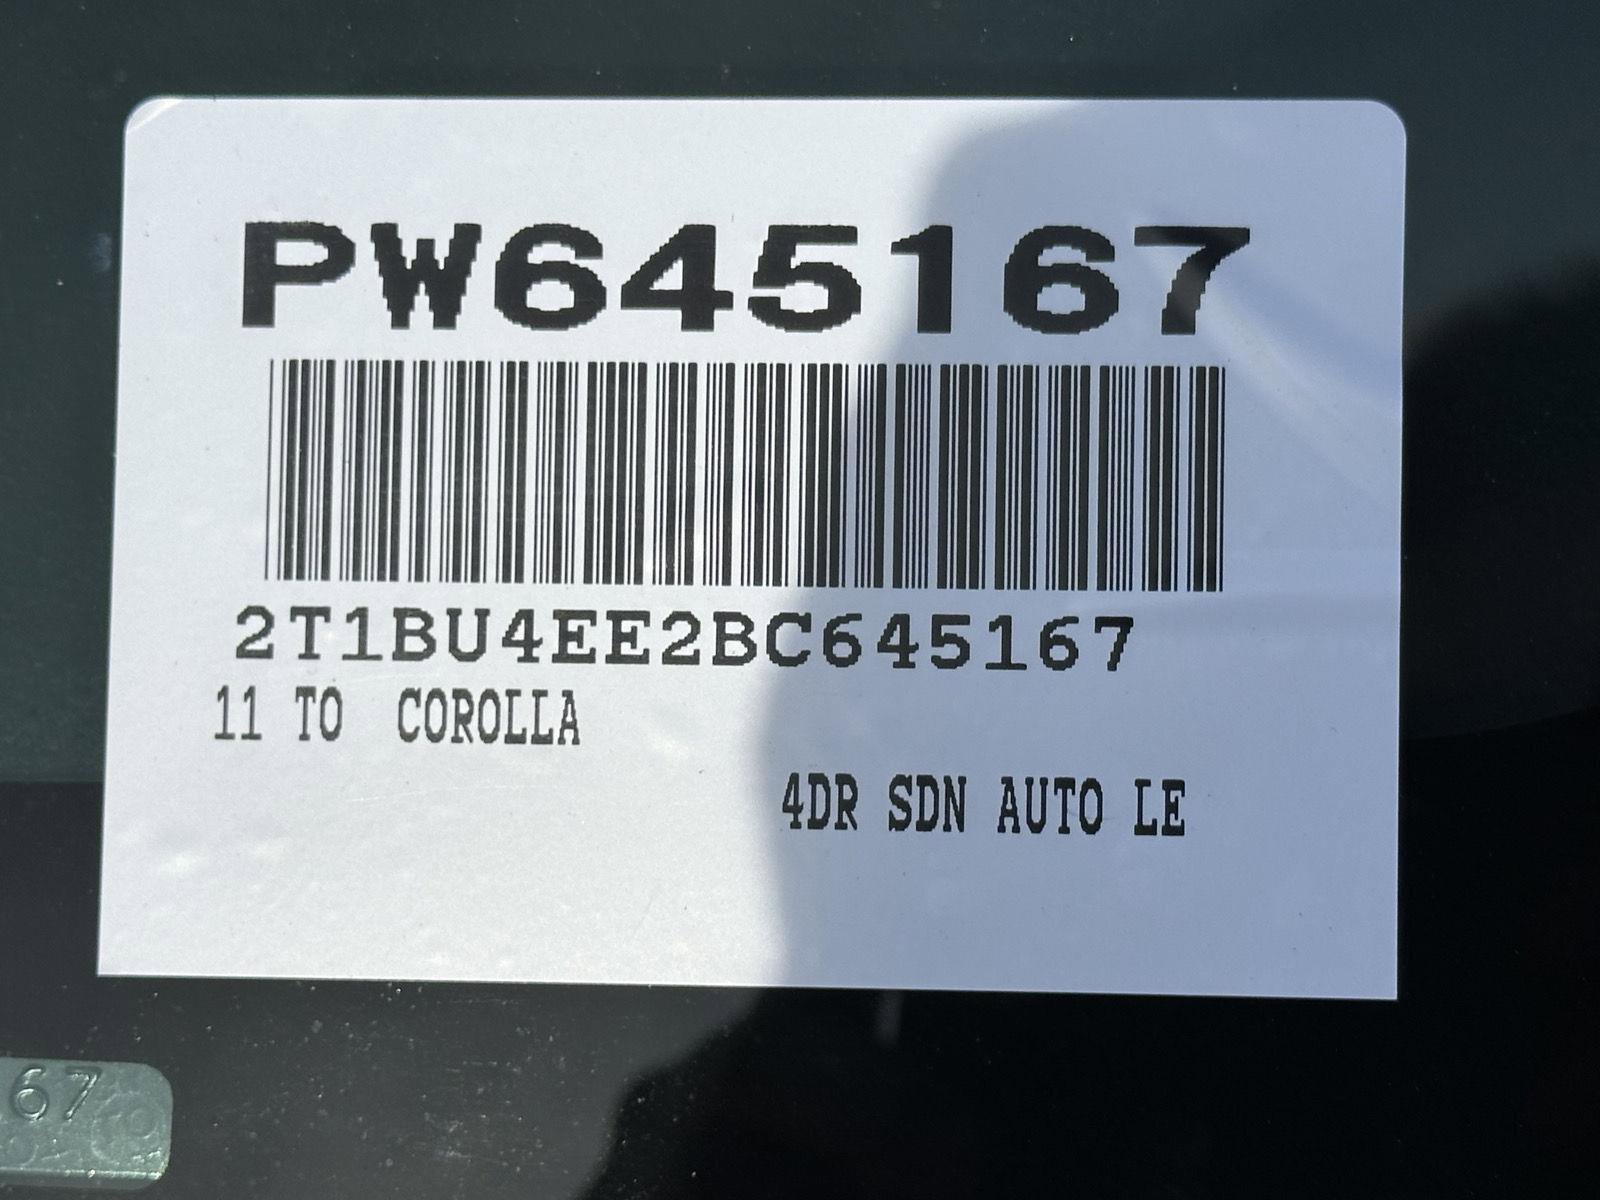 PW645167
2T1BU4EE2BC645167
11 TO COROLLA
4DR SDN AUTO LE
67